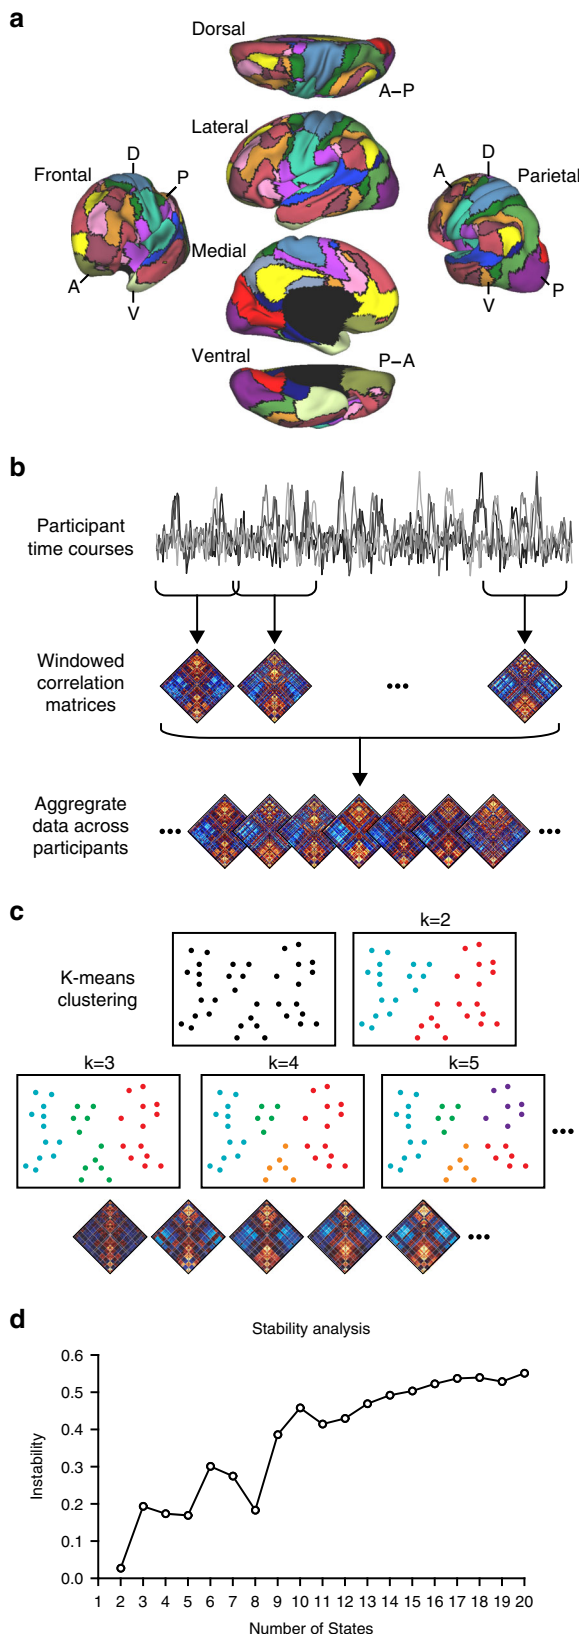 a
Dorsal
A–P
Lateral
D
Frontal
P
A
V
Medial
D
A
Parietal
V
P
Ventral
P–A
b
Participant
time courses
Windowed
correlation
matrices
•••
Aggregrate
data across
participants
•••
•••
c
k=2
K-means
clustering
k=3
k=4
k=5
•••
•••
d
Stability analysis
Instability
0.6
0.5
0.4
0.3
0.2
0.1
0.0
1 2 3 4 5 6 7 8 9 10 11 12 13 14 15 16 17 18 19 20
Number of States